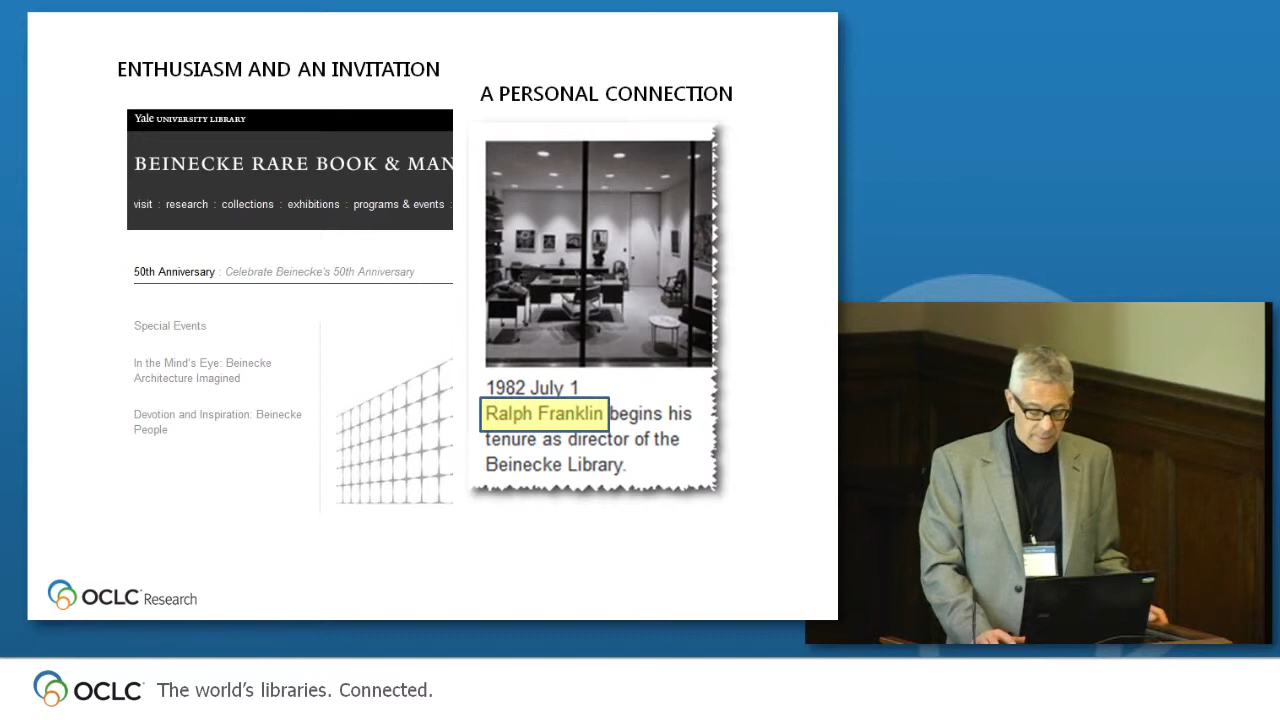 ENTHUSIASM AND AN INVITATION
A PERSONAL CONNECTION
Yale UNIVERSITY LIBRARY
BEINECKE RARE BOOK & MAN
visit : research : collections : exhibitions : programs & events :
50th Anniversary : Celebrate Beinecke's 50th Anniversary
Special Events
In the Mind's Eye: Beinecke
Architecture Imagined
Devotion and Inspiration: Beinecke
People
1982 July 1
Ralph Franklin begins his
tenure as director of the
Beinecke Library.
OCLC Research
OCLC The world's libraries. Connected.